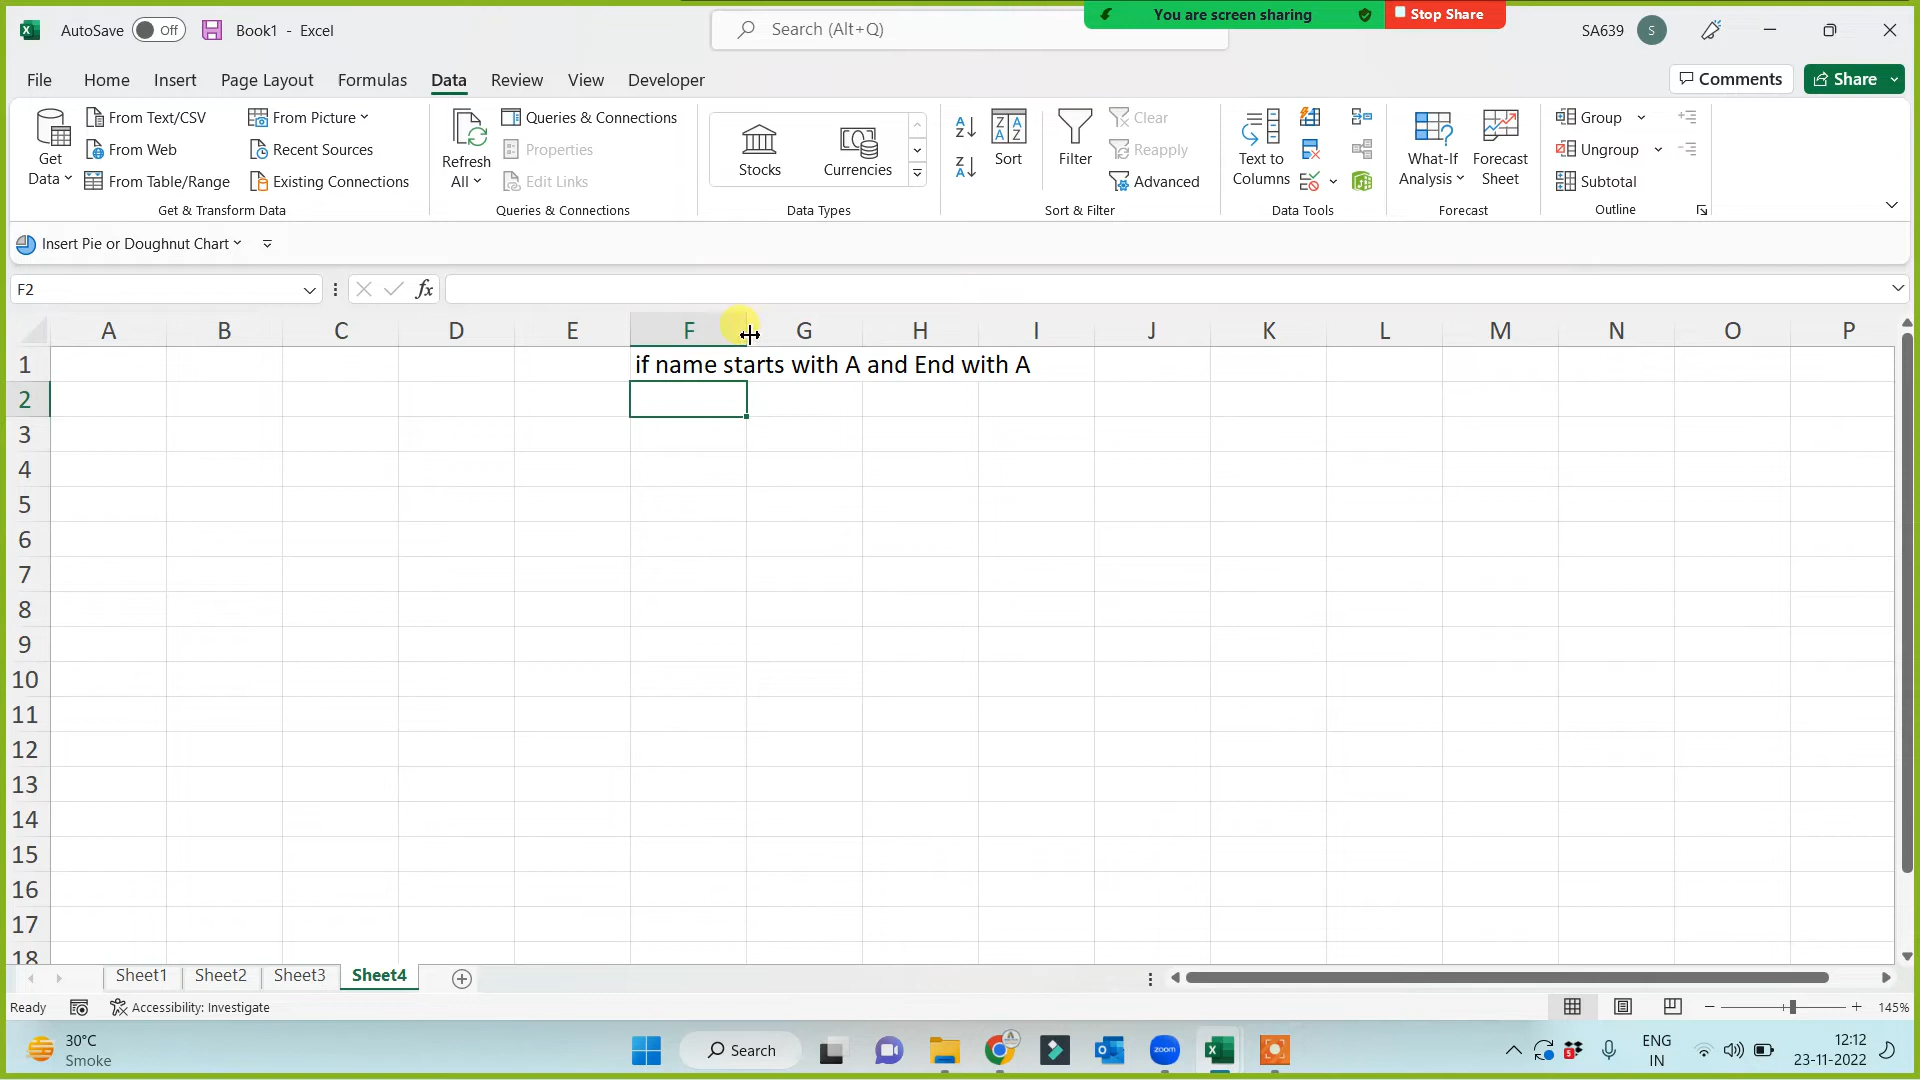 AutoSave Off Book1 - Excel Search (Alt+Q) You are screen sharing Stop Share SA639 S
File Home Insert Page Layout Formulas Data Review View Developer Comments Share
Get Data
From Text/CSV
From Web
From Table/Range
From Picture
Recent Sources
Existing Connections
Get & Transform Data
Refresh All
Queries & Connections
Properties
Edit Links
Queries & Connections
Stocks Currencies
Data Types
Sort
Filter
Clear
Reapply
Advanced
Sort & Filter
Text to Columns
Data Tools
What-If Analysis
Forecast Sheet
Forecast
Group
Ungroup
Subtotal
Outline
Insert Pie or Doughnut Chart
F2 fx
A B C D E F G H I J K L M N O P
1 if name starts with A and End with A
2
3
4
5
6
7
8
9
10
11
12
13
14
15
16
17
18
Sheet1 Sheet2 Sheet3 Sheet4
Ready Accessibility: Investigate 145%
30°C
Smoke
Search
zoom
ENG
IN
12:12
23-11-2022